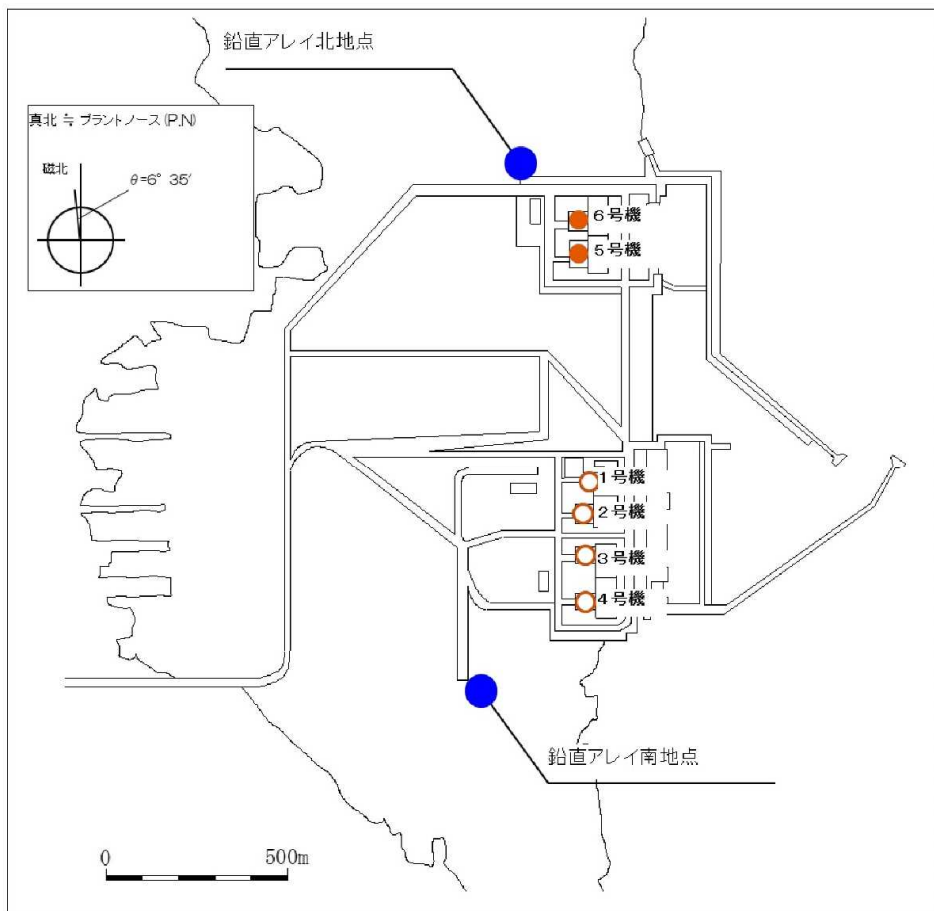 鉛直アレイ北地点
真北 ≒ プラントノース(P.N)
磁北
θ=6° 35′
6号機
5号機
1号機
2号機
3号機
4号機
鉛直アレイ南地点
0 500m